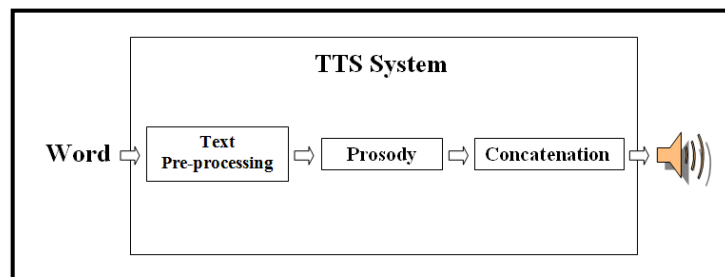 TTS System
Word
Text
Pre-processing
Prosody
Concatenation